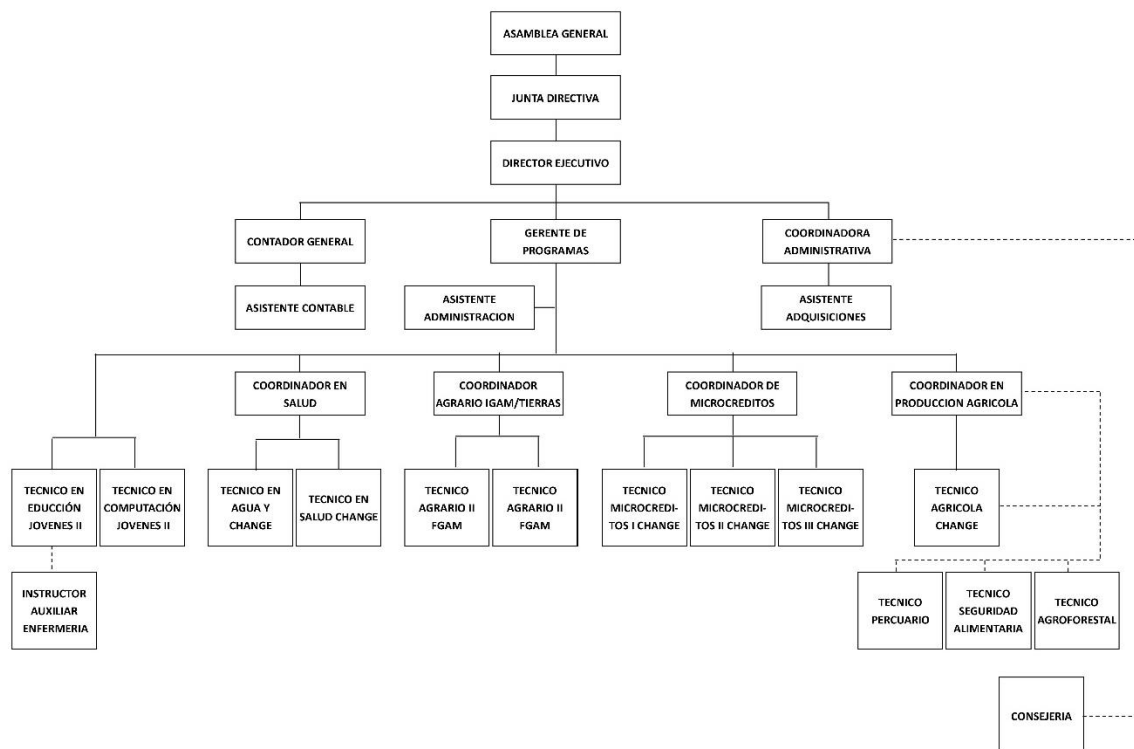 ASAMBLEA GENERAL
JUNTA DIRECTIVA
DIRECTOR EJECUTIVO
CONTADOR GENERAL
GERENTE DE
PROGRAMAS
COORDINADORA
ADMINISTRATIVA
ASISTENTE CONTABLE
ASISTENTE
ADMINISTRACION
ASISTENTE
ADQUISICIONES
COORDINADOR EN
SALUD
COORDINADOR
AGRARIO IGAM/TIERRAS
COORDINADOR DE
MICROCREDITOS
COORDINADOR EN
PRODUCCION AGRICOLA
TECNICO EN
EDUCCIÓN
JOVENES II
TECNICO EN
COMPUTACIÓN
JOVENES II
TECNICO EN
AGUA Y
CHANGE
TECNICO EN
SALUD CHANGE
TECNICO
AGRARIO II
FGAM
TECNICO
AGRARIO II
FGAM
TECNICO
MICROCREDI-
TOS I CHANGE
TECNICO
MICROCREDI-
TOS II CHANGE
TECNICO
MICROCREDI-
TOS III CHANGE
TECNICO
AGRICOLA
CHANGE
INSTRUCTOR
AUXILIAR
ENFERMERIA
TECNICO
PERCUARIO
TECNICO
SEGURIDAD
ALIMENTARIA
TECNICO
AGROFORESTAL
CONSEJERIA